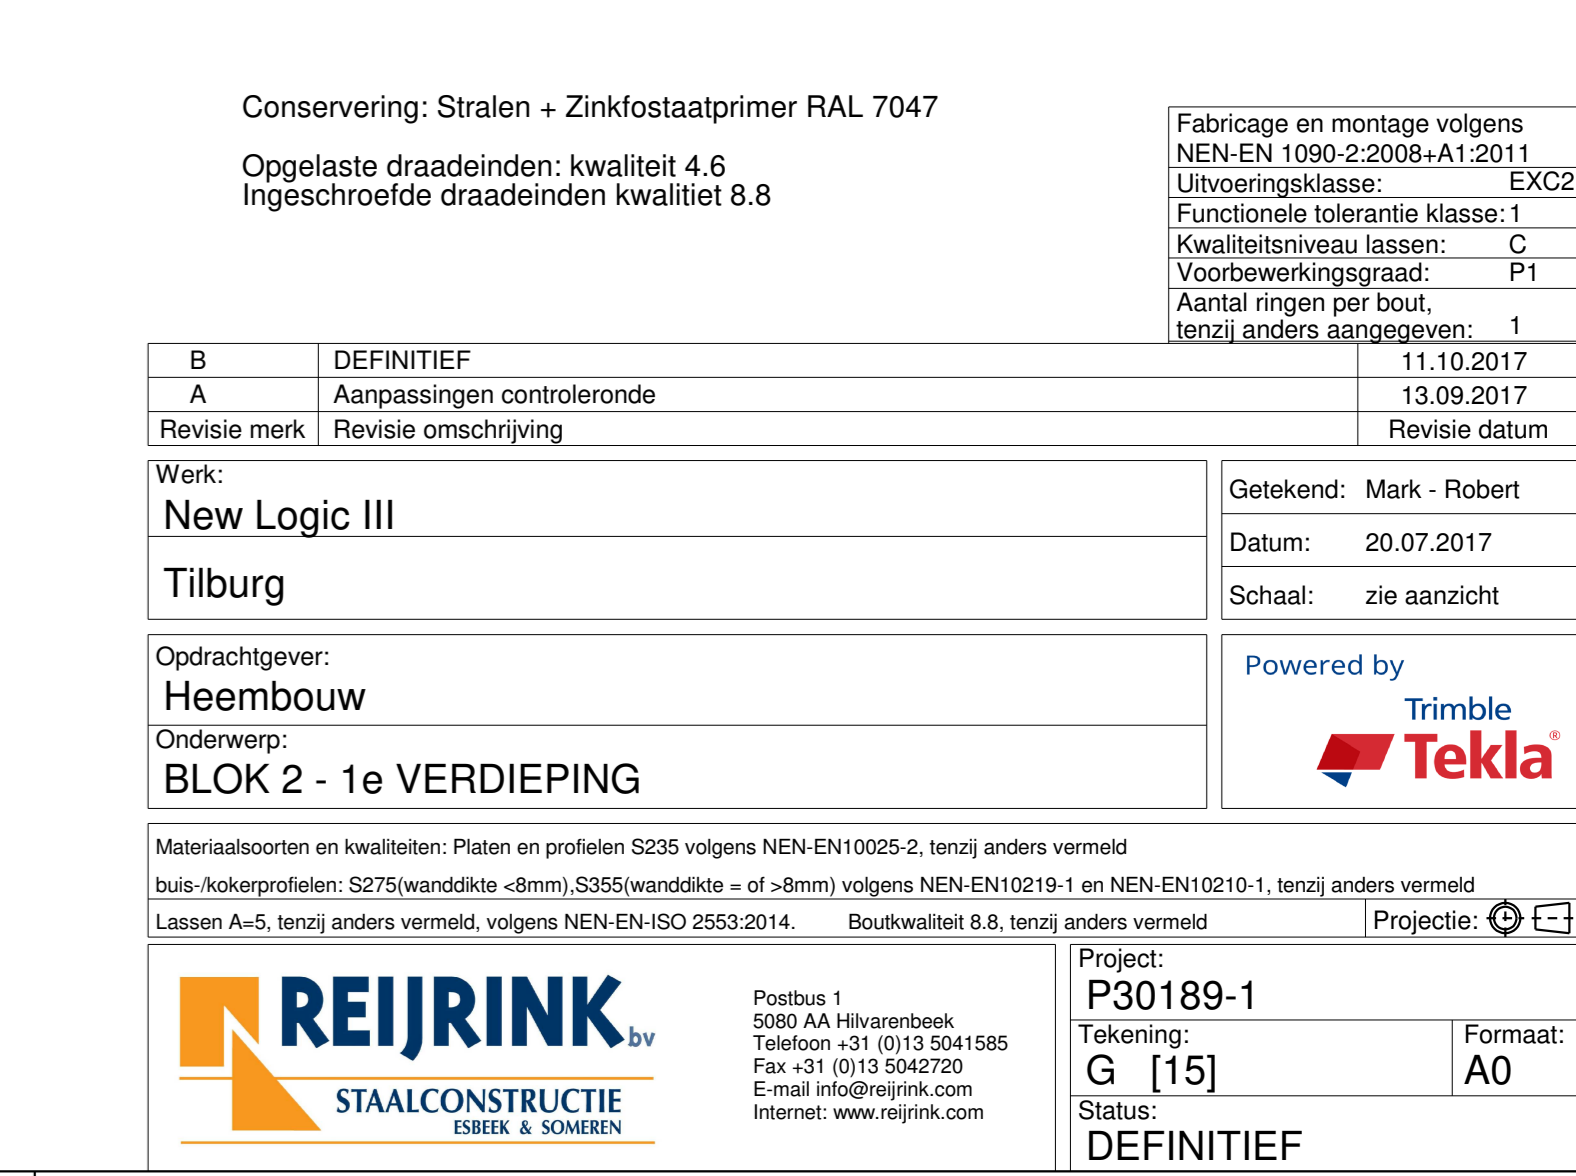 Conservering: Stralen + Zinkfostaatprimer RAL 7047
Opgelaste draadeinden: kwaliteit 4.6
Ingeschroefde draadeinden kwalitiet 8.8
Fabricage en montage volgens
NEN-EN 1090-2:2008+A1:2011
Uitvoeringsklasse: EXC2
Functionele tolerantie klasse: 1
Kwaliteitsniveau lassen: C
Voorbewerkingsgraad: P1
Aantal ringen per bout,
tenzij anders aangegeven: 1
B DEFINITIEF 11.10.2017
A Aanpassingen controleronde 13.09.2017
Revisie merk Revisie omschrijving Revisie datum
Werk:
New Logic III
Tilburg
Getekend: Mark - Robert
Datum: 20.07.2017
Schaal: zie aanzicht
Opdrachtgever:
Heembouw
Onderwerp:
BLOK 2 - 1e VERDIEPING
Powered by
Trimble
Tekla®
Materiaalsoorten en kwaliteiten: Platen en profielen S235 volgens NEN-EN10025-2, tenzij anders vermeld
buis-/kokerprofielen: S275(wanddikte <8mm),S355(wanddikte = of >8mm) volgens NEN-EN10219-1 en NEN-EN10210-1, tenzij anders vermeld
Lassen A=5, tenzij anders vermeld, volgens NEN-EN-ISO 2553:2014. Boutkwaliteit 8.8, tenzij anders vermeld
Projectie:
REIJRINK bv
STAALCONSTRUCTIE
ESBEEK & SOMEREN
Postbus 1
5080 AA Hilvarenbeek
Telefoon +31 (0)13 5041585
Fax +31 (0)13 5042720
E-mail info@reijrink.com
Internet: www.reijrink.com
Project:
P30189-1
Tekening:
G [15]
Formaat:
A0
Status:
DEFINITIEF